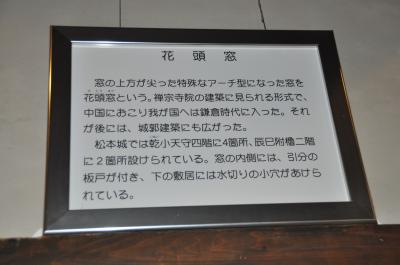 花頭窓
窓の上方が尖った特殊なアーチ型になった窓を
花頭窓という。禅宗寺院の建築に見られる形式で、
中国におこり我が国へは鎌倉時代に入った。それ
が後には、城郭建築にも広がった。
松本城では乾小天守四階に4箇所、辰巳附櫓二階
に2箇所設けられている。窓の内側には、引分の
板戸が付き、下の敷居には水切りの小穴があけら
れている。